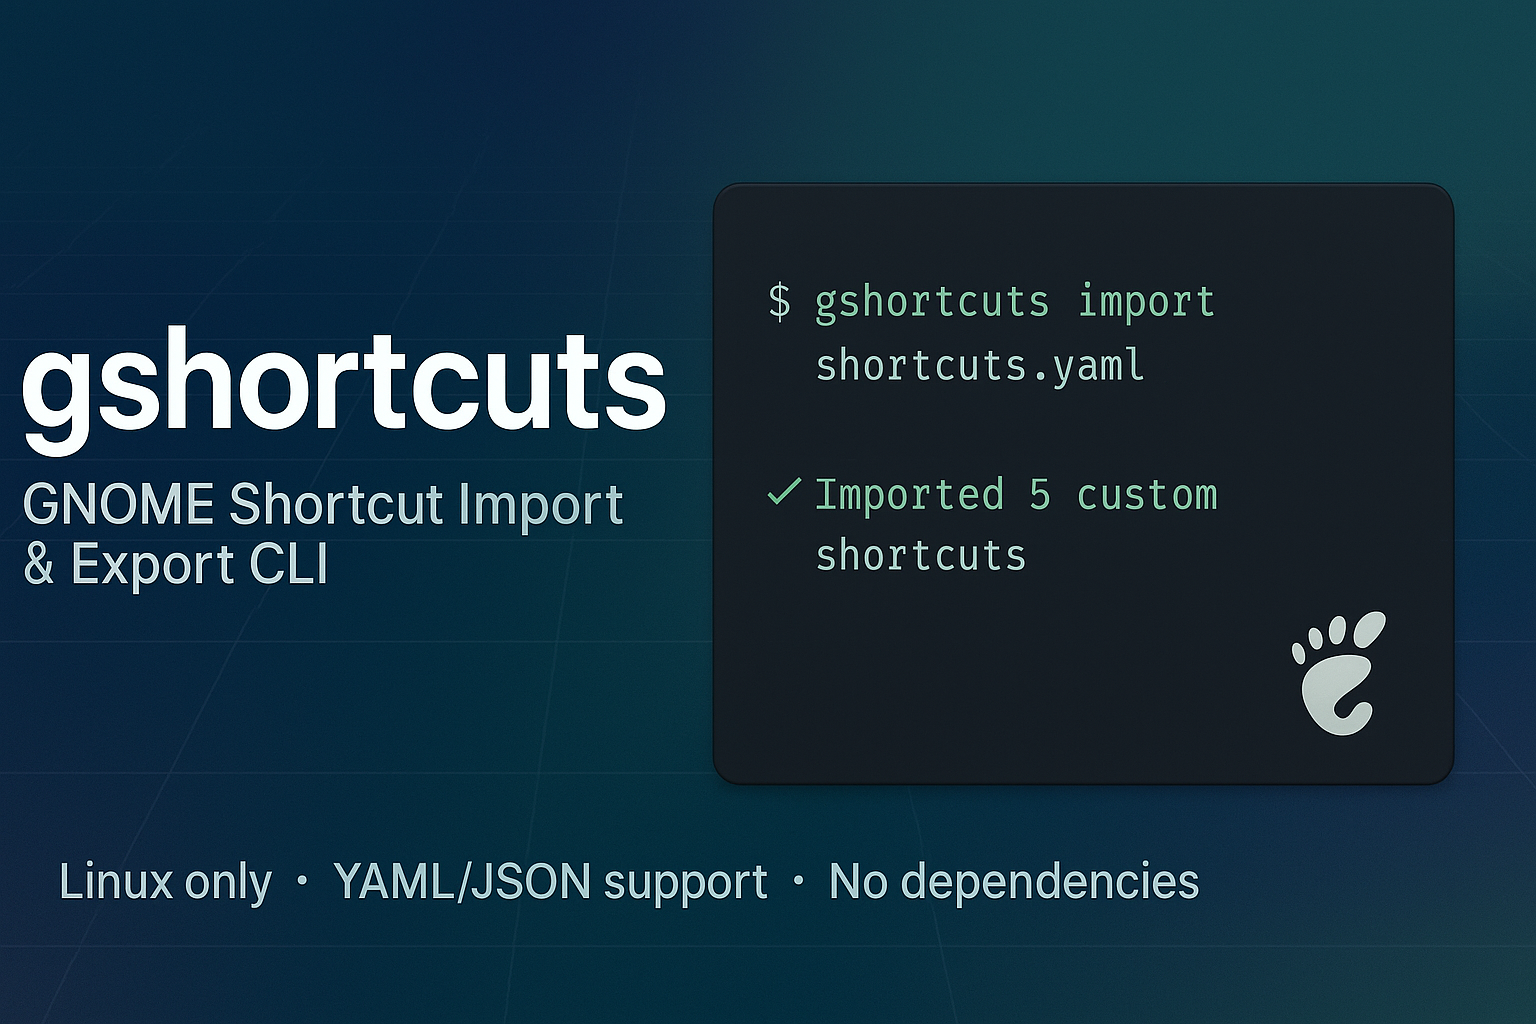 gshortcuts
GNOME Shortcut Import
& Export CLI
$ gshortcuts import
shortcuts.yaml
✓ Imported 5 custom
shortcuts
Linux only · YAML/JSON support · No dependencies